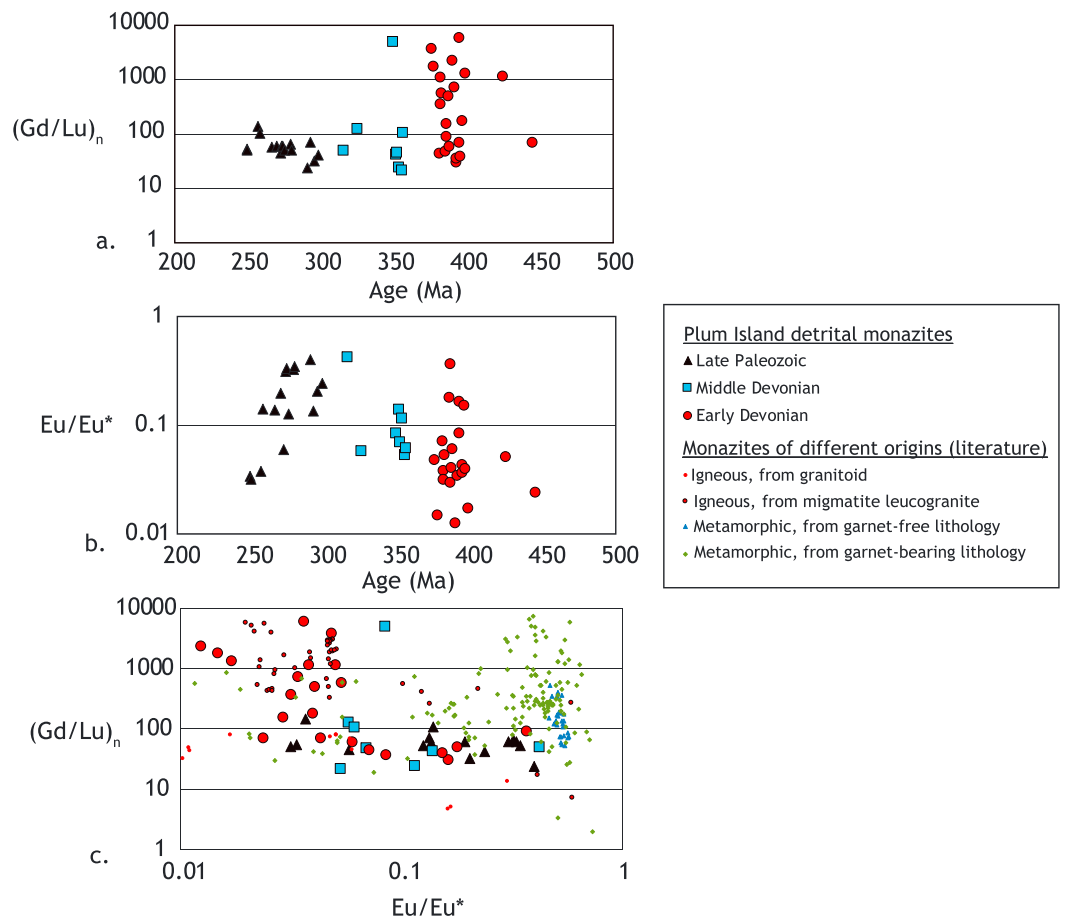 10000
1000
100
10
1
(Gd/Lu)n
a.
200 250 300 350 400 450 500
Age (Ma)
1
0.1
0.01
Eu/Eu*
b.
200 250 300 350 400 450 500
Age (Ma)
Plum Island detrital monazites
Late Paleozoic
Middle Devonian
Early Devonian
Monazites of different origins (literature)
Igneous, from granitoid
Igneous, from migmatite leucogranite
Metamorphic, from garnet-free lithology
Metamorphic, from garnet-bearing lithology
10000
1000
100
10
1
(Gd/Lu)n
c.
0.01 0.1 1
Eu/Eu*